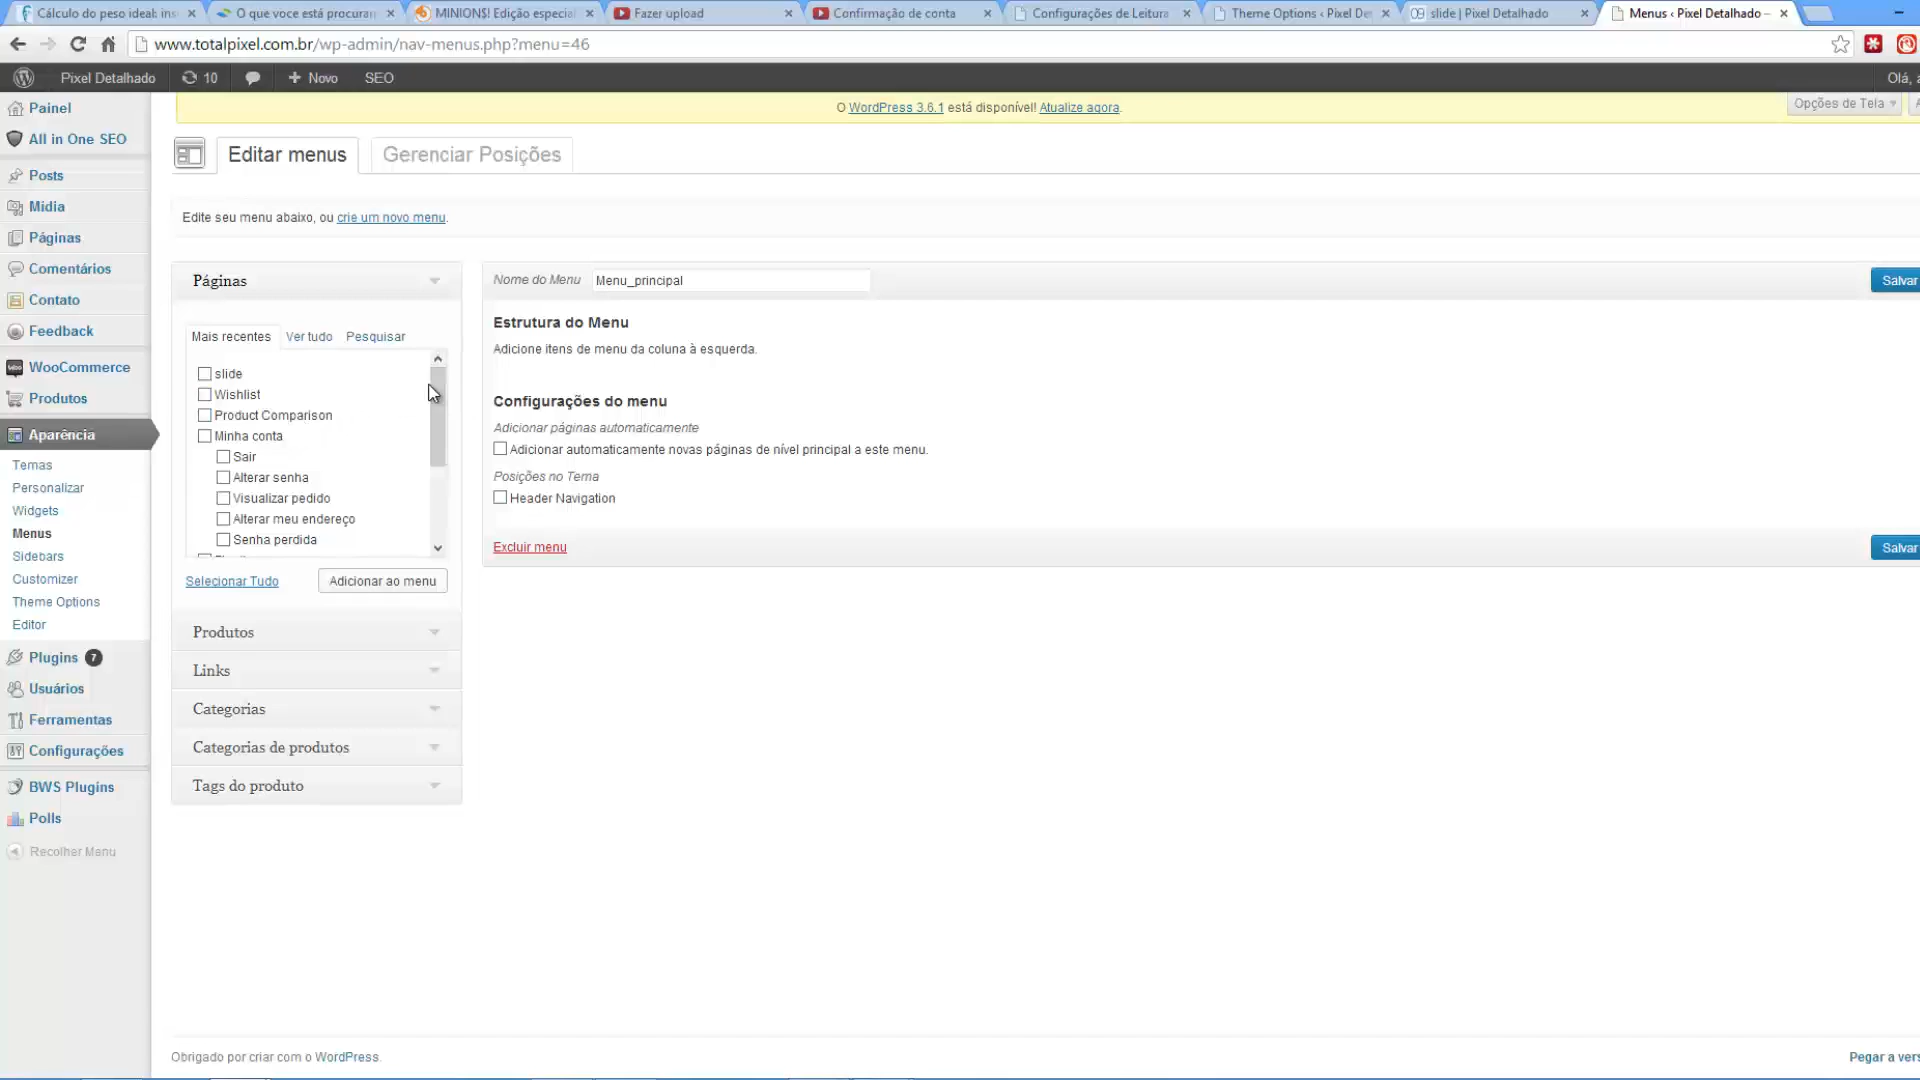 Cálculo do peso ideal: ins
O que voce está procuran
MINION$! Edição especial
Fazer upload
Confirmação de conta
Configurações de Leitura
Theme Options ‹ Pixel De
slide | Pixel Detalhado
Menus ‹ Pixel Detalhado —
www.totalpixel.com.br/wp-admin/nav-menus.php?menu=46
Pixel Detalhado
10
Novo
SEO
Olá, a
O WordPress 3.6.1 está disponível! Atualize agora.
Opções de Tela
Painel
All in One SEO
Posts
Mídia
Páginas
Comentários
Contato
Feedback
WooCommerce
Produtos
Aparência
Temas
Personalizar
Widgets
Menus
Sidebars
Customizer
Theme Options
Editor
Plugins 7
Usuários
Ferramentas
Configurações
BWS Plugins
Polls
Recolher Menu
Editar menus
Gerenciar Posições
Edite seu menu abaixo, ou crie um novo menu.
Páginas
Mais recentes
Ver tudo
Pesquisar
slide
Wishlist
Product Comparison
Minha conta
Sair
Alterar senha
Visualizar pedido
Alterar meu endereço
Senha perdida
Selecionar Tudo
Adicionar ao menu
Produtos
Links
Categorias
Categorias de produtos
Tags do produto
Nome do Menu
Menu_principal
Salvar
Estrutura do Menu
Adicione itens de menu da coluna à esquerda.
Configurações do menu
Adicionar páginas automaticamente
Adicionar automaticamente novas páginas de nível principal a este menu.
Posições no Tema
Header Navigation
Excluir menu
Salvar
Obrigado por criar com o WordPress.
Pegar a vers